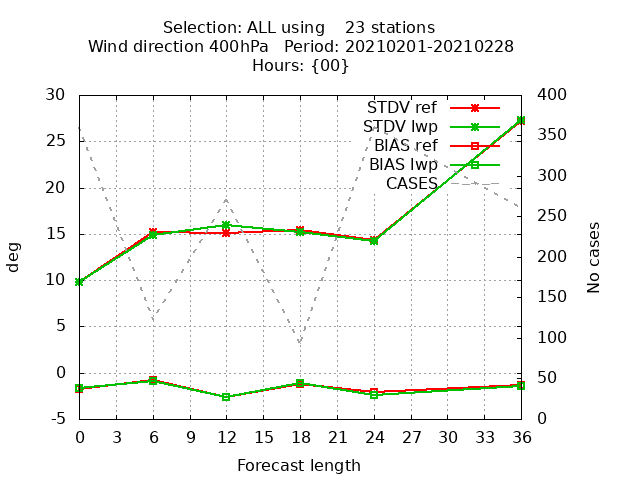 Selection: ALL using    23 stations
Wind direction 400hPa   Period: 20210201-20210228
Hours: {00}
30
25
20
15
10
5
0
-5
deg
400
350
300
250
200
150
100
50
0
No cases
STDV ref
STDV lwp
BIAS ref
BIAS lwp
CASES
0 3 6 9 12 15 18 21 24 27 30 33 36
Forecast length